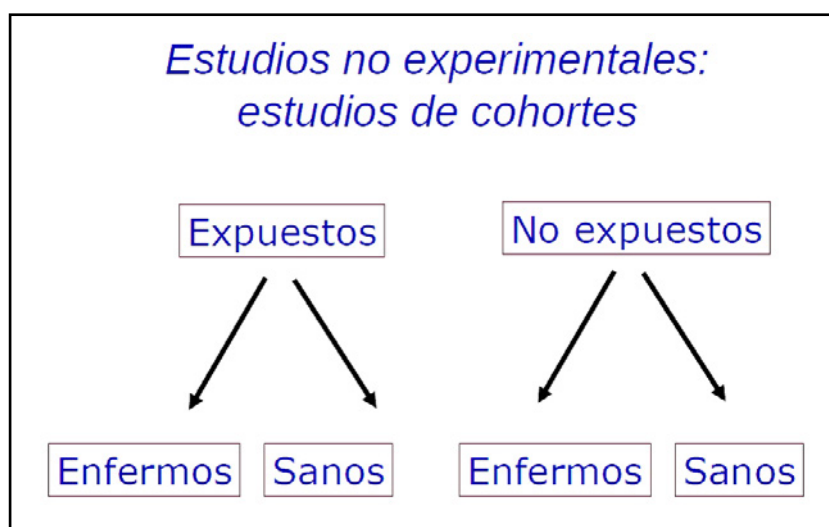 Estudios no experimentales:
estudios de cohortes
Expuestos
No expuestos
Enfermos
Sanos
Enfermos
Sanos